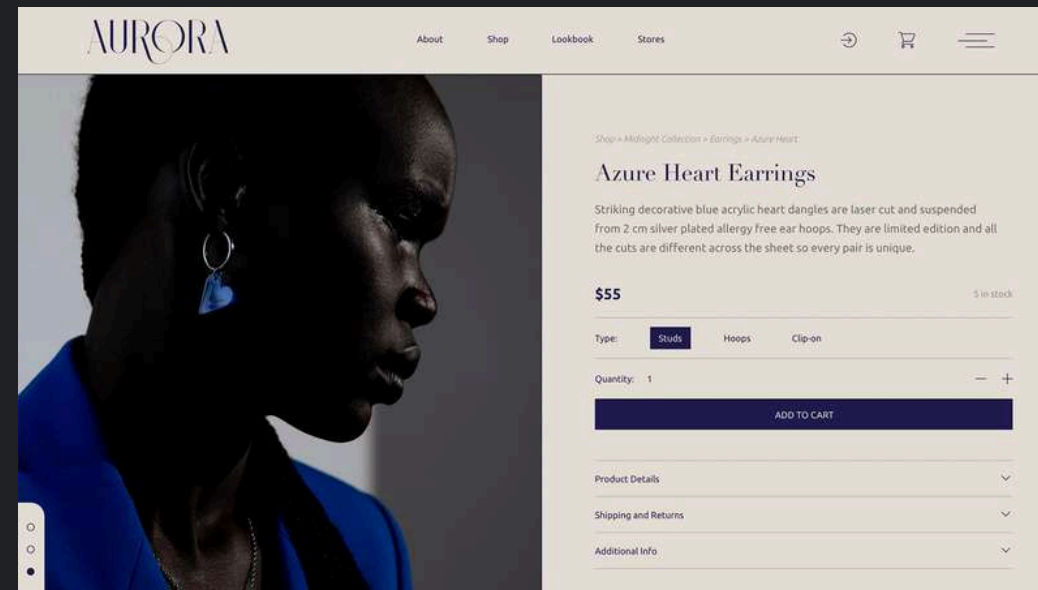 AURORA
About Shop Lookbook Stores
Shop > Midnight Collection > Earrings > Azure Heart
Azure Heart Earrings
Striking decorative blue acrylic heart dangles are laser cut and suspended
from 2 cm silver plated allergy free ear hoops. They are limited edition and all
the cuts are different across the sheet so every pair is unique.
$55 5 in stock
Type: Studs Hoops Clip-on
Quantity: 1 — +
ADD TO CART
Product Details
Shipping and Returns
Additional Info